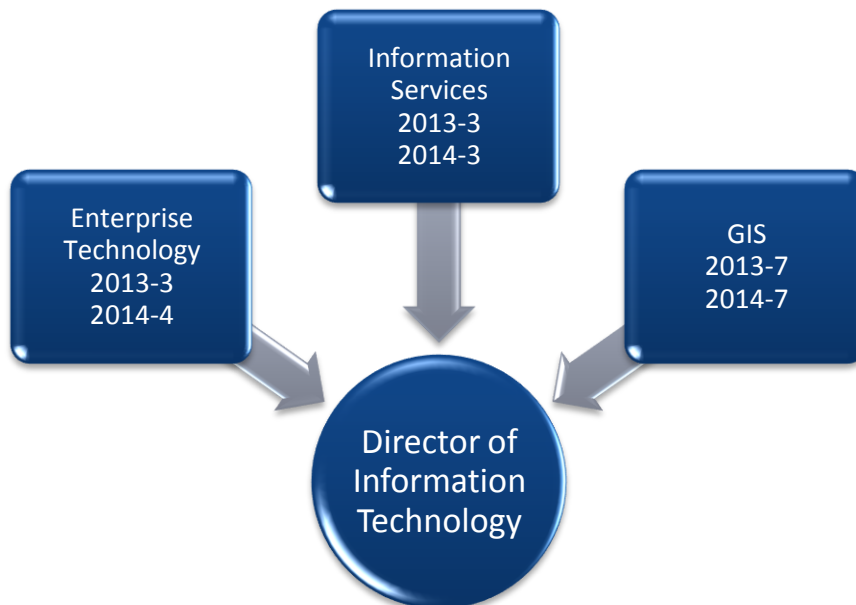 Information
Services
2013-3
2014-3
Enterprise
Technology
2013-3
2014-4
GIS
2013-7
2014-7
Director of
Information
Technology